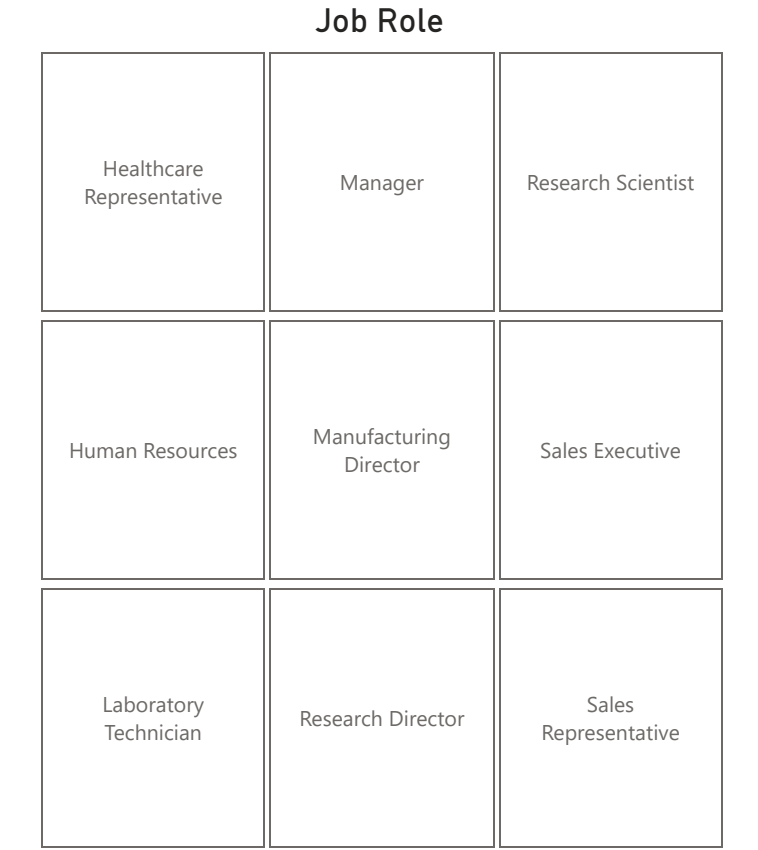 Job Role
Healthcare
Representative
Manager
Research Scientist
Human Resources
Manufacturing
Director
Sales Executive
Laboratory
Technician
Research Director
Sales
Representative